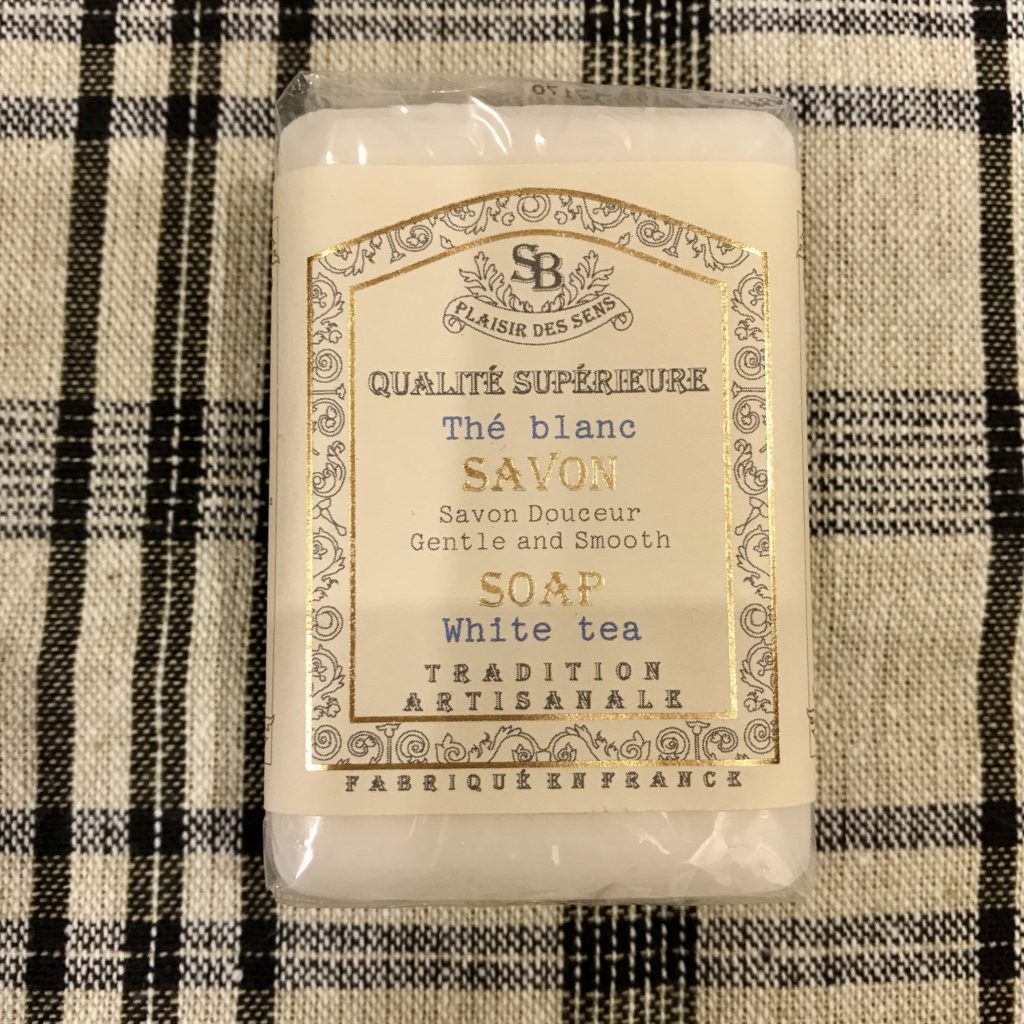 SB
PLAISIR DES SENS
QUALITÉ SUPÉRIEURE
Thé blanc
SAVON
Savon Douceur
Gentle and Smooth
SOAP
White tea
TRADITION
ARTISANALE
FABRIQUÉ EN FRANCE